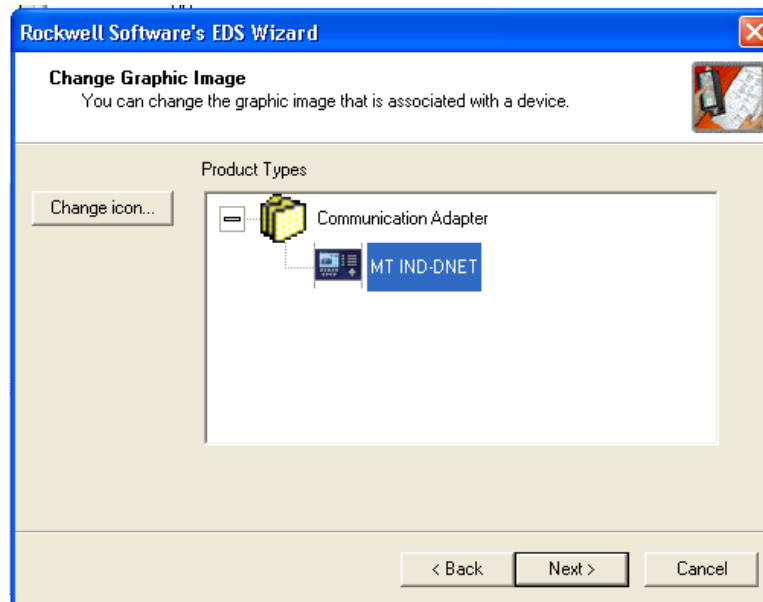 Rockwell Software's EDS Wizard
Change Graphic Image
You can change the graphic image that is associated with a device.
Product Types
Change icon...
Communication Adapter
MT IND-DNET
< Back
Next >
Cancel